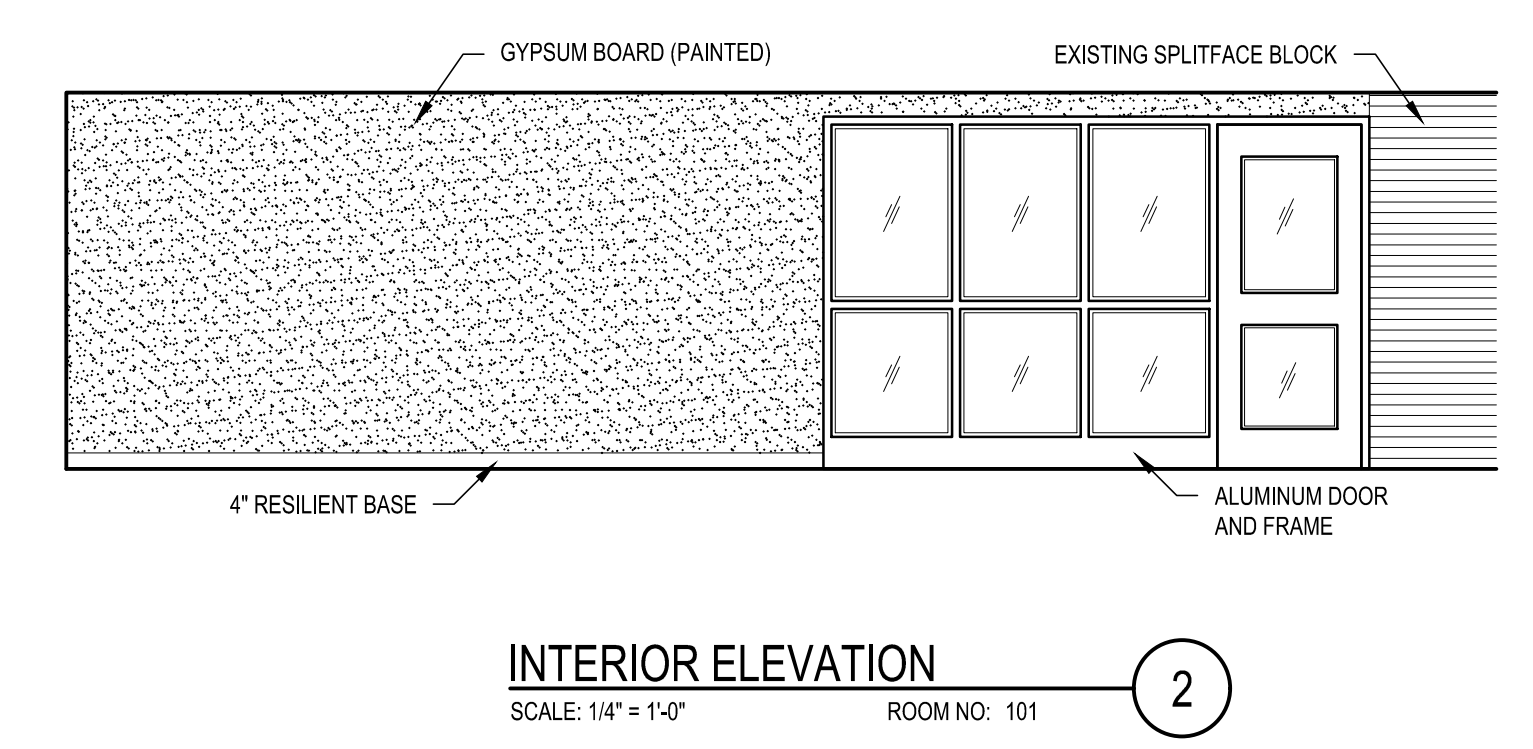 GYPSUM BOARD (PAINTED)
EXISTING SPLITFACE BLOCK
4" RESILIENT BASE
ALUMINUM DOOR
AND FRAME
INTERIOR ELEVATION
2
SCALE: 1/4" = 1'-0"
ROOM NO: 101